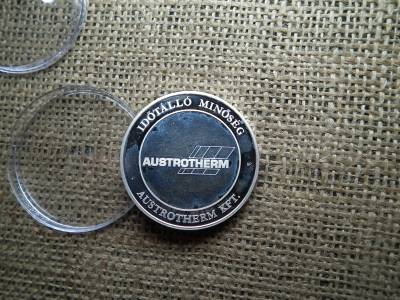 IDŐTÁLLÓ MINŐSÉG
AUSTROTHERM
AUSTROTHERM KFT.